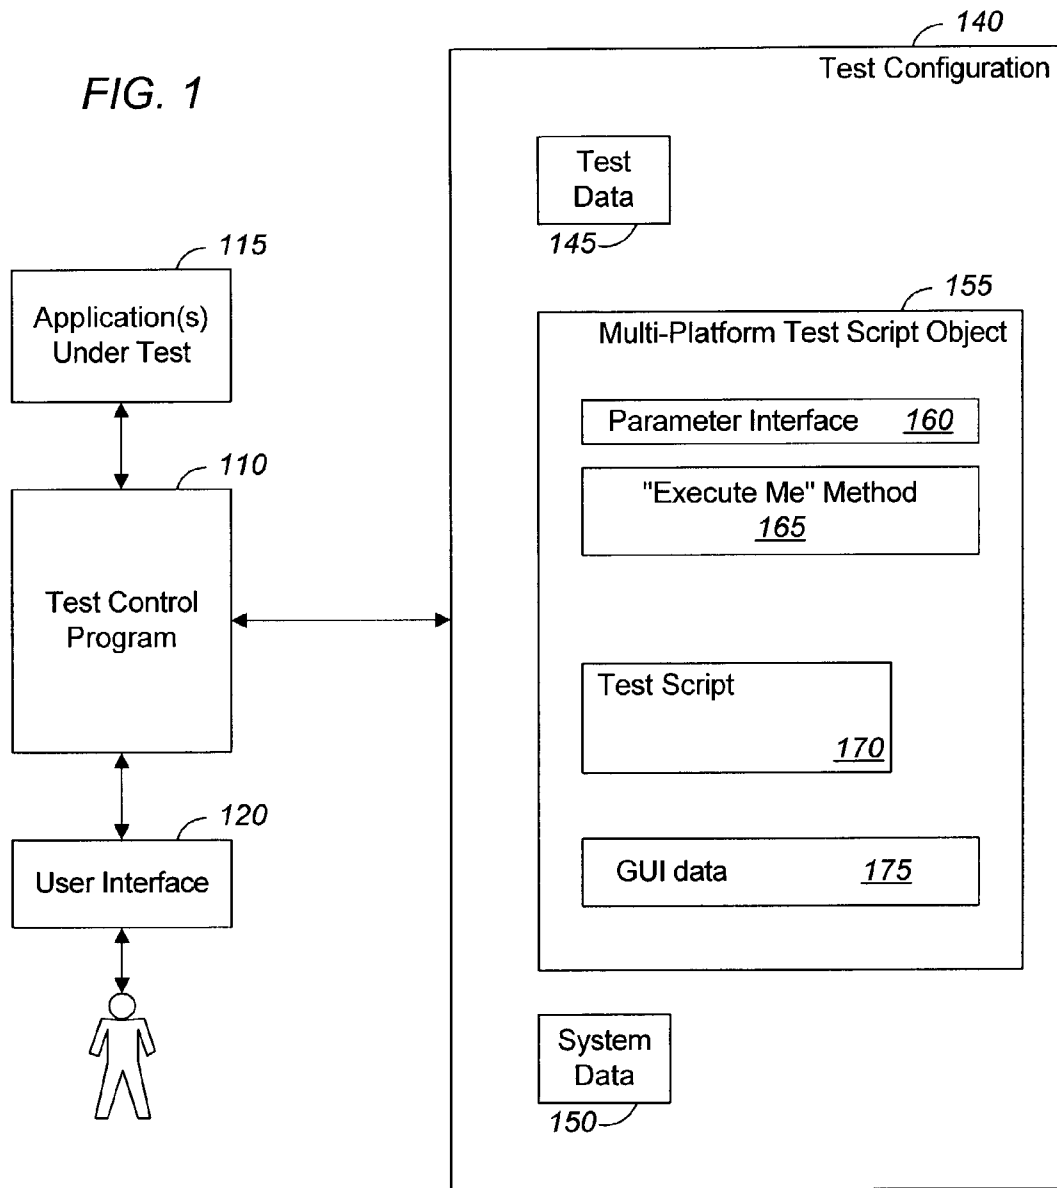 FIG. 1
140
Test Configuration
Test
Data
145
115
Application(s)
Under Test
110
Test Control
Program
120
User Interface
155
Multi-Platform Test Script Object
Parameter Interface 160
"Execute Me" Method
165
Test Script
170
GUI data 175
System
Data
150